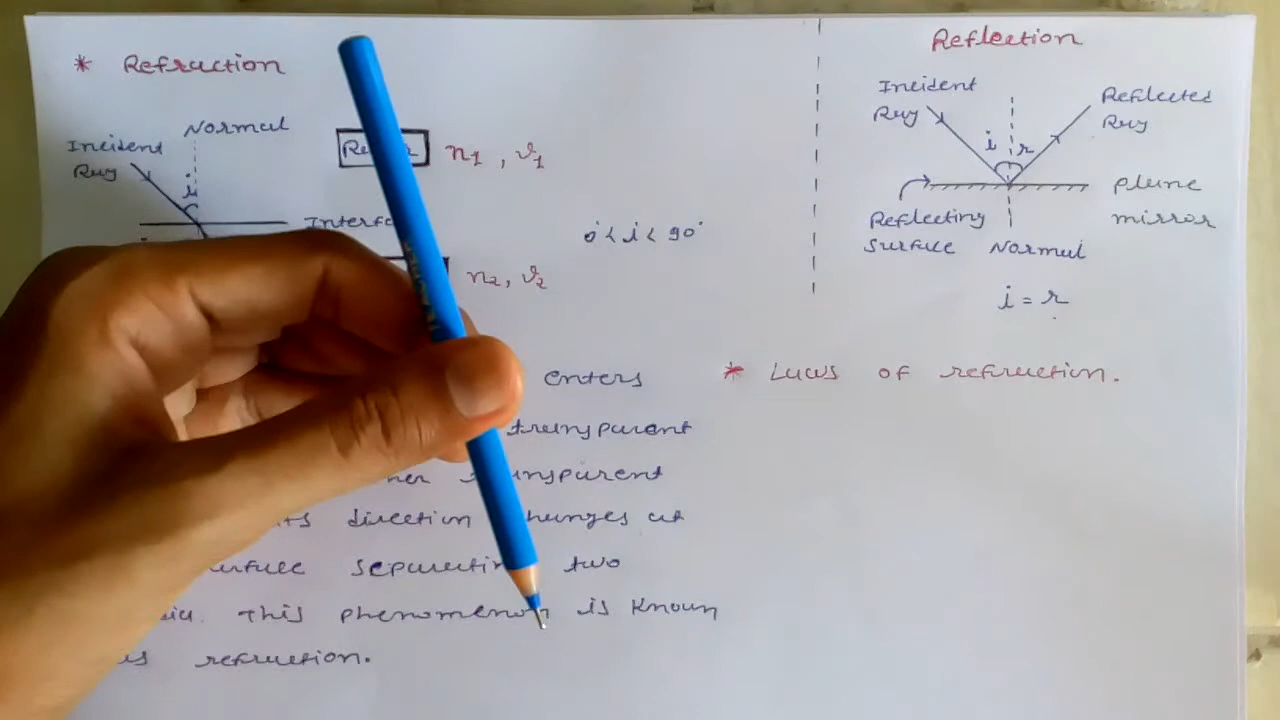 * Refraction
Normal
Incident
Ray
i
n1 , v1
0° < i < 90°
n2 , v2
enters
transparent
transparent
direction changes at
surface separating two
This phenomenon is known
as refraction.
Reflection
Incident
Ray
Reflected
Ray
i r
Reflecting
surface
Normal
plane
mirror
i = r
* Laws of refraction.